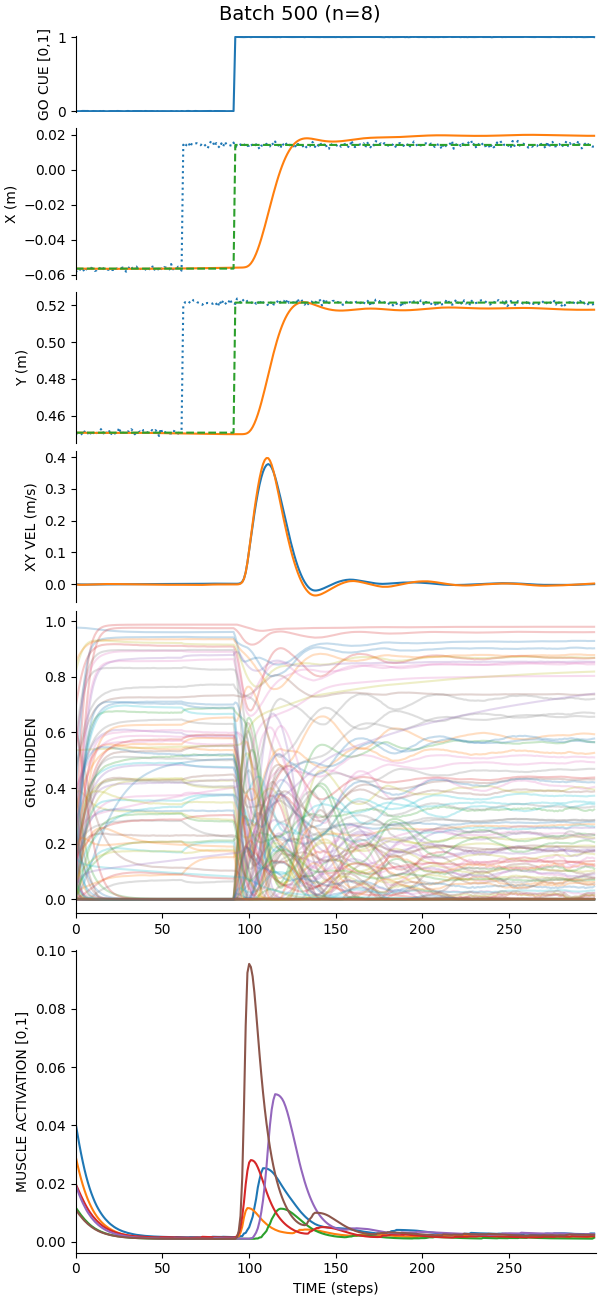 Batch 500 (n=8)
GO CUE [0,1]
1
0
X (m)
0.02
0.00
−0.02
−0.04
−0.06
Y (m)
0.52
0.50
0.48
0.46
XY VEL (m/s)
0.4
0.3
0.2
0.1
0.0
GRU HIDDEN
1.0
0.8
0.6
0.4
0.2
0.0
0 50 100 150 200 250
MUSCLE ACTIVATION [0,1]
0.10
0.08
0.06
0.04
0.02
0.00
0 50 100 150 200 250
TIME (steps)